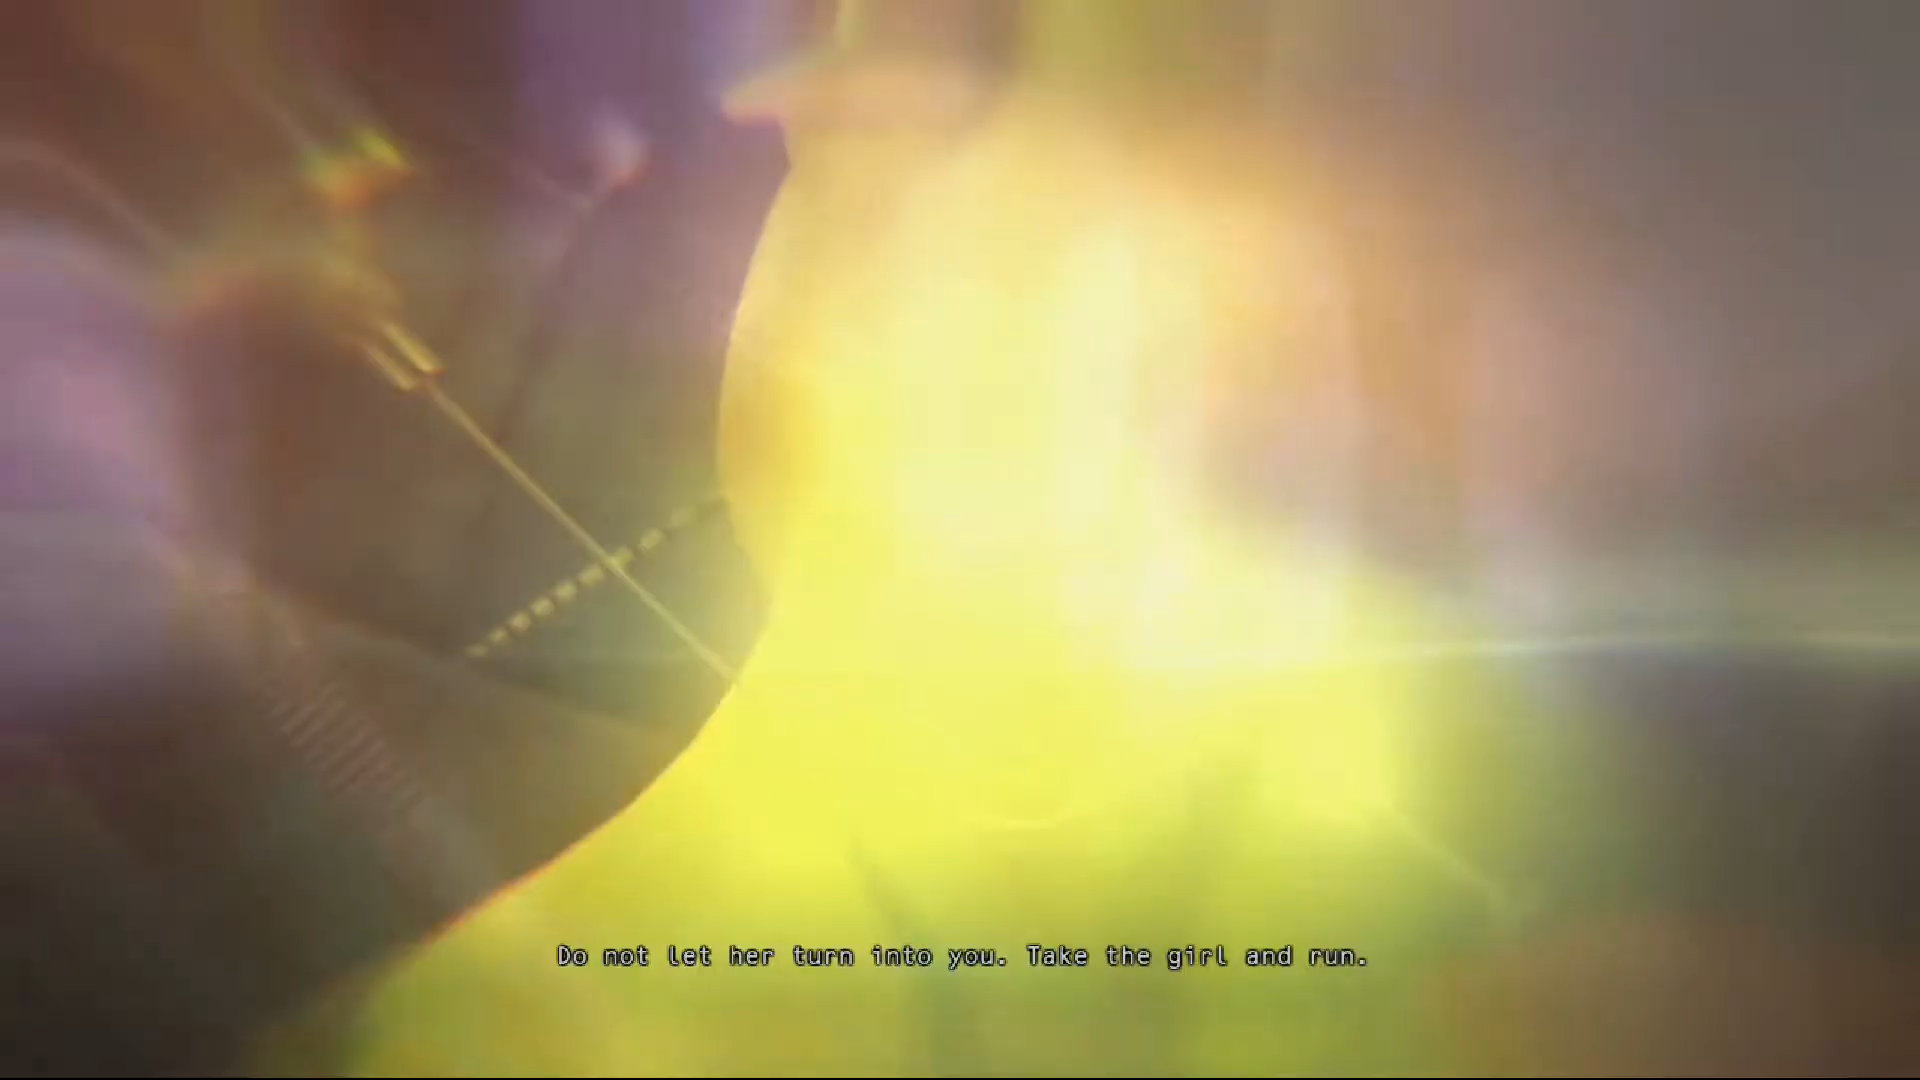 Do not let her turn into you. Take the girl and run.